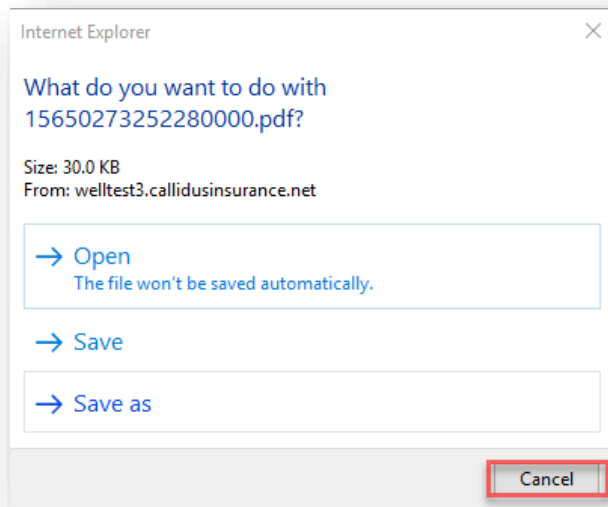 Internet Explorer
What do you want to do with
15650273252280000.pdf?
Size: 30.0 KB
From: welltest3.callidusinsurance.net
Open
The file won't be saved automatically.
Save
Save as
Cancel